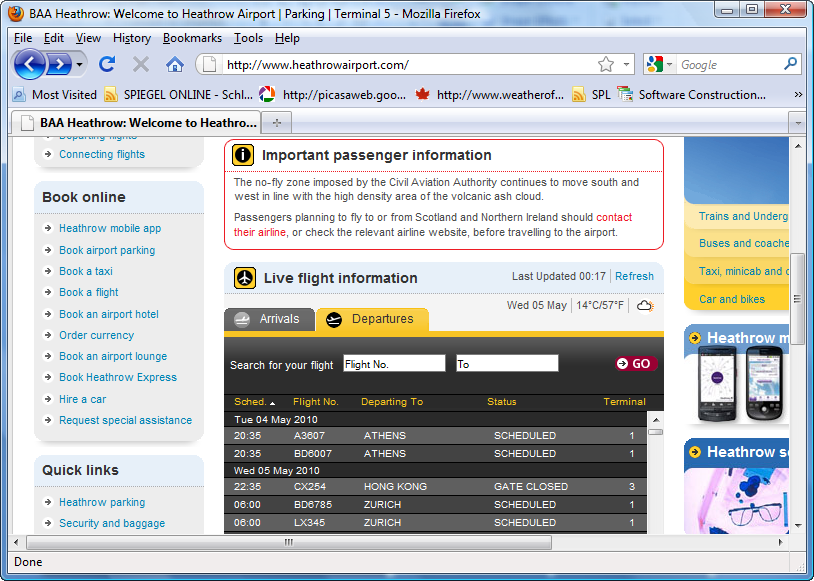 BAA Heathrow: Welcome to Heathrow Airport | Parking | Terminal 5 - Mozilla Firefox
File Edit View History Bookmarks Tools Help
http://www.heathrowairport.com/
Google
Most Visited SPIEGEL ONLINE - Schl... http://picasaweb.goo... http://www.weatherof... SPL Software Construction... »
BAA Heathrow: Welcome to Heathro...
Departing flights
Connecting flights
Book online
Heathrow mobile app
Book airport parking
Book a taxi
Book a flight
Book an airport hotel
Order currency
Book an airport lounge
Book Heathrow Express
Hire a car
Request special assistance
Quick links
Heathrow parking
Security and baggage
Important passenger information
The no-fly zone imposed by the Civil Aviation Authority continues to move south and
west in line with the high density area of the volcanic ash cloud.
Passengers planning to fly to or from Scotland and Northern Ireland should contact
their airline, or check the relevant airline website, before travelling to the airport.
Live flight information Last Updated 00:17 | Refresh
Wed 05 May | 14°C/57°F
Arrivals Departures
Search for your flight Flight No. To GO
Sched. Flight No. Departing To Status Terminal
Tue 04 May 2010
20:35 A3607 ATHENS SCHEDULED 1
20:35 BD6007 ATHENS SCHEDULED 1
Wed 05 May 2010
22:35 CX254 HONG KONG GATE CLOSED 3
06:00 BD6785 ZURICH SCHEDULED 1
06:00 LX345 ZURICH SCHEDULED 1
Trains and Underg
Buses and coache
Taxi, minicab and c
Car and bikes
Heathrow m
Heathrow se
Done